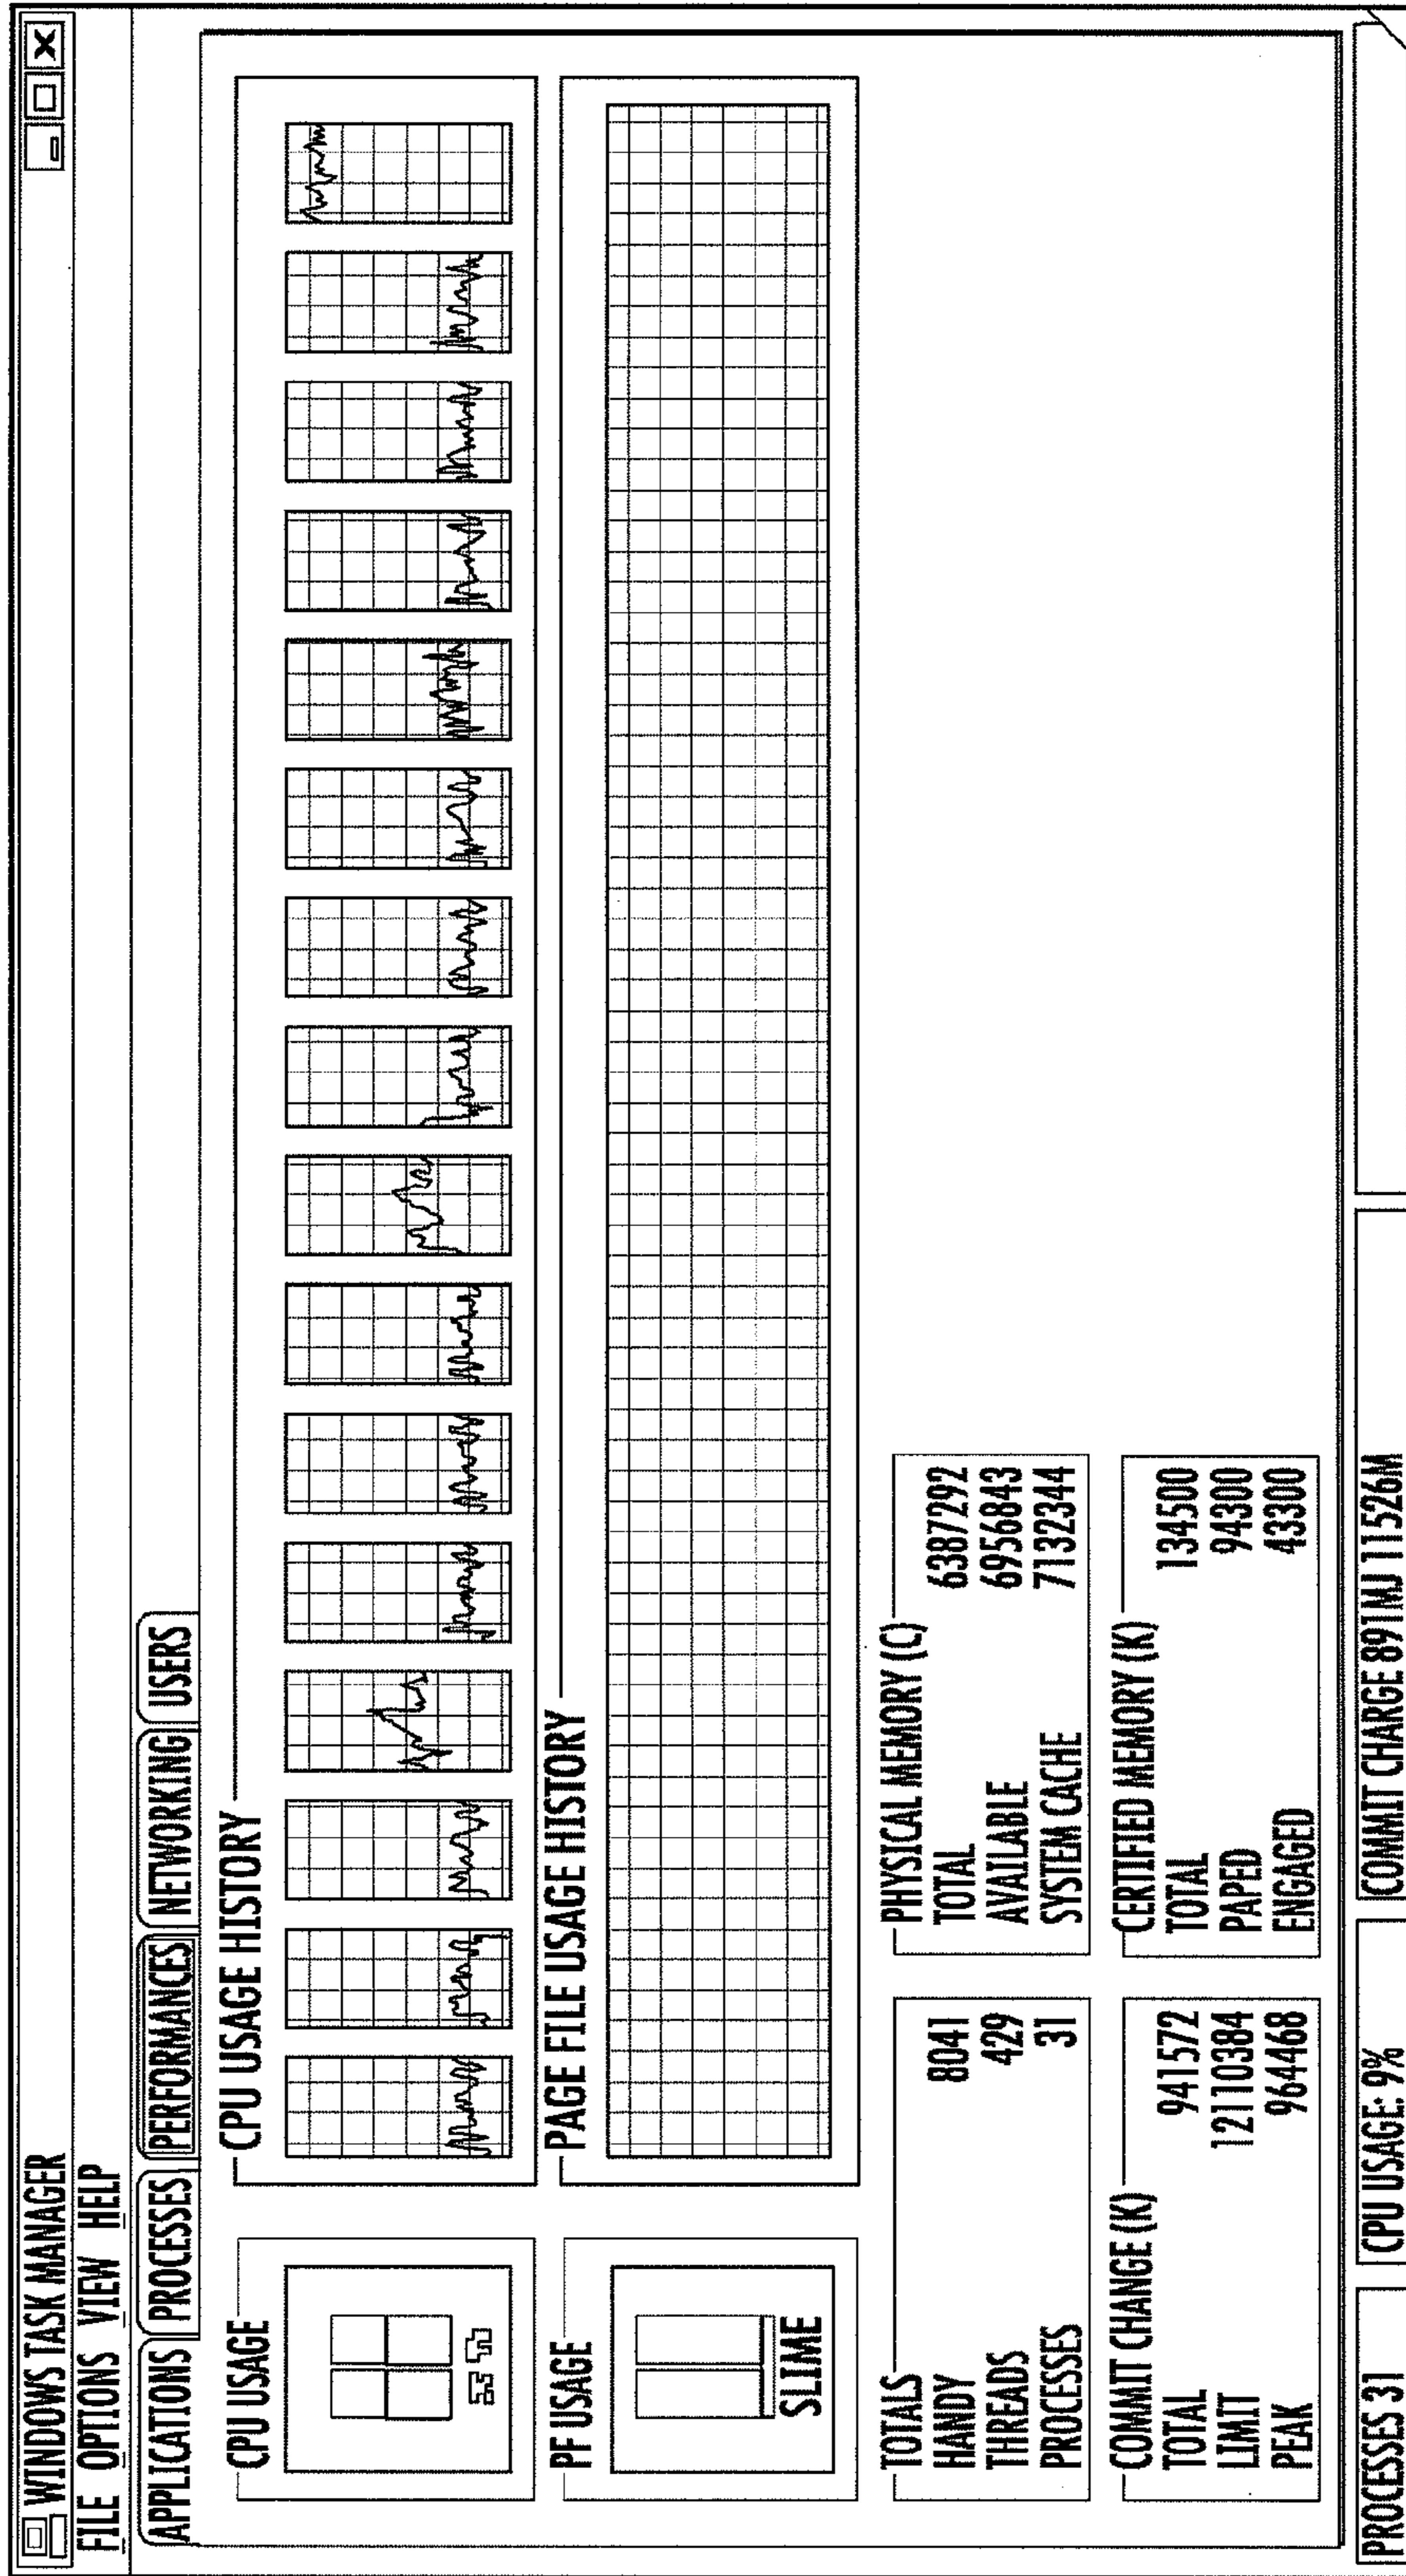 WINDOWS TASK MANAGER
FILE OPTIONS VIEW HELP
APPLICATIONS PROCESSES PERFORMANCES NETWORKING USERS
CPU USAGE
CPU USAGE HISTORY
PF USAGE
SLIME
PAGE FILE USAGE HISTORY
TOTALS
HANDY 8041
THREADS 429
PROCESSES 31
PHYSICAL MEMORY (C)
TOTAL 6387292
AVAILABLE 6956843
SYSTEM CACHE 7132344
COMMIT CHANGE (K)
TOTAL 941572
LIMIT 12110384
PEAK 964468
CERTIFIED MEMORY (K)
TOTAL 134500
PAPED 94300
ENGAGED 43300
PROCESSES 31
CPU USAGE: 9%
COMMIT CHARGE 891MJ 11526M